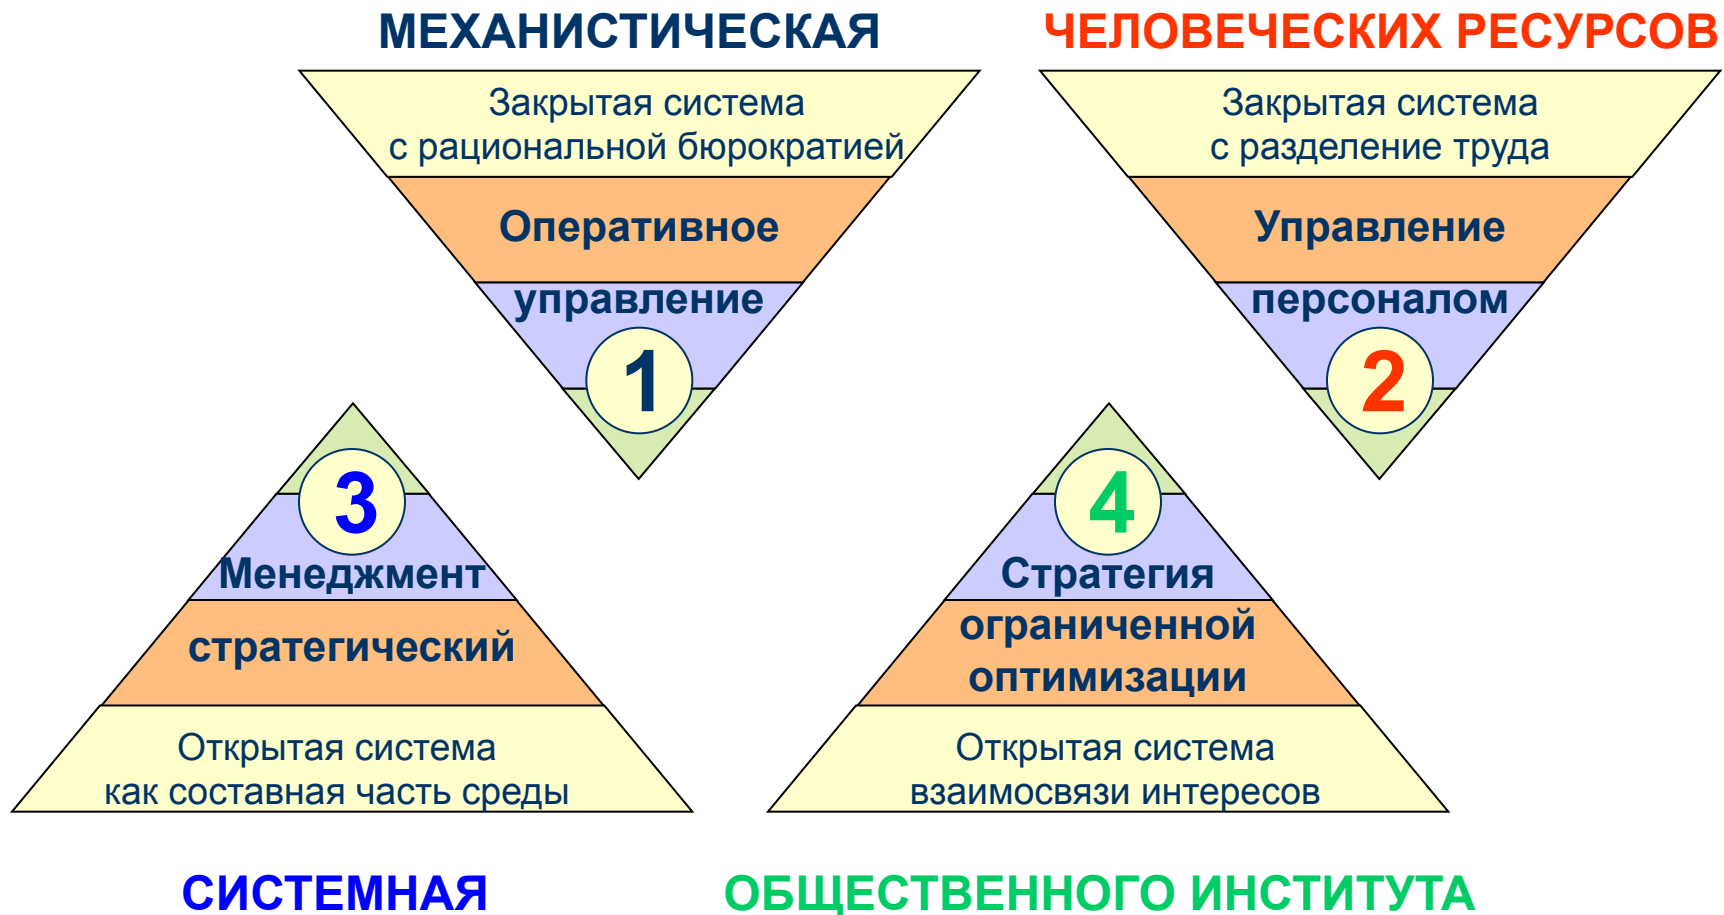 МЕХАНИСТИЧЕСКАЯ
Закрытая система
с рациональной бюрократией
Оперативное
управление
1
ЧЕЛОВЕЧЕСКИХ РЕСУРСОВ
Закрытая система
с разделение труда
Управление
персоналом
2
3
Менеджмент
стратегический
Открытая система
как составная часть среды
СИСТЕМНАЯ
4
Стратегия
ограниченной
оптимизации
Открытая система
взаимосвязи интересов
ОБЩЕСТВЕННОГО ИНСТИТУТА